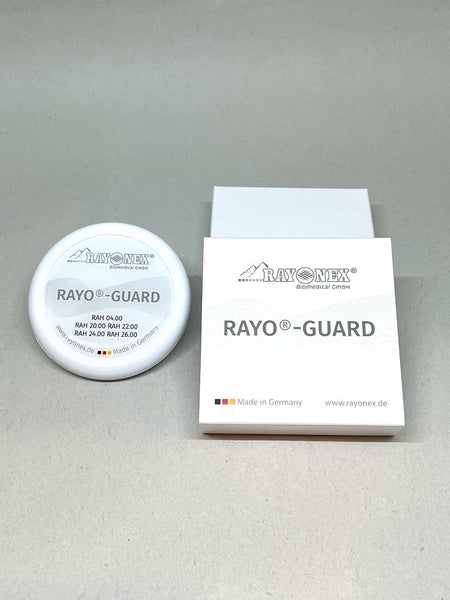 RAYONEX®
Biomedical GmbH
RAYO®-GUARD
RAH 04.00
RAH 20.00 RAH 22.00
RAH 24.00 RAH 26.00
www.rayonex.de Made in Germany
RAYONEX®
Biomedical GmbH
RAYO®-GUARD
Made in Germany www.rayonex.de